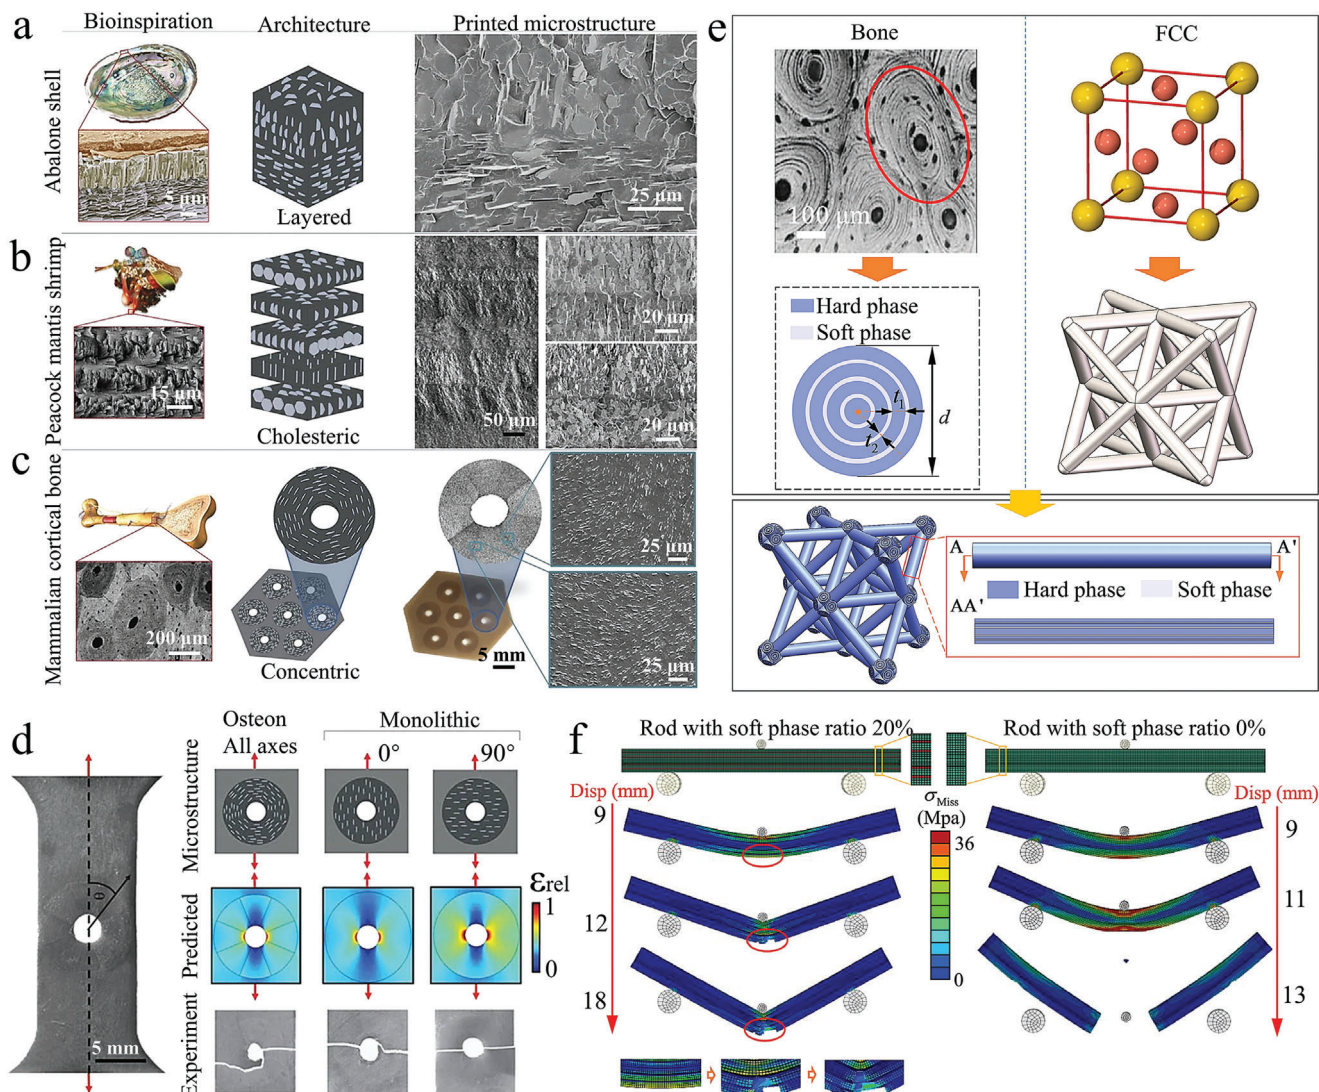 a
Bioinspiration
Architecture
Printed microstructure
Abalone shell
5 μm
Layered
25 μm
b
Peacock mantis shrimp
15 μm
Cholesteric
50 μm
20 μm
20 μm
c
Mammalian cortical bone
200 μm
Concentric
5 mm
25 μm
25 μm
d
θ
5 mm
Osteon
All axes
Monolithic
0°
90°
Microstructure
Predicted
Experiment
εrel
1
0
e
Bone
FCC
100 μm
Hard phase
Soft phase
t1
t2
d
A
A'
Hard phase
Soft phase
AA'
f
Rod with soft phase ratio 20%
Rod with soft phase ratio 0%
Disp (mm)
9
12
18
σMiss
(Mpa)
36
0
Disp (mm)
9
11
13